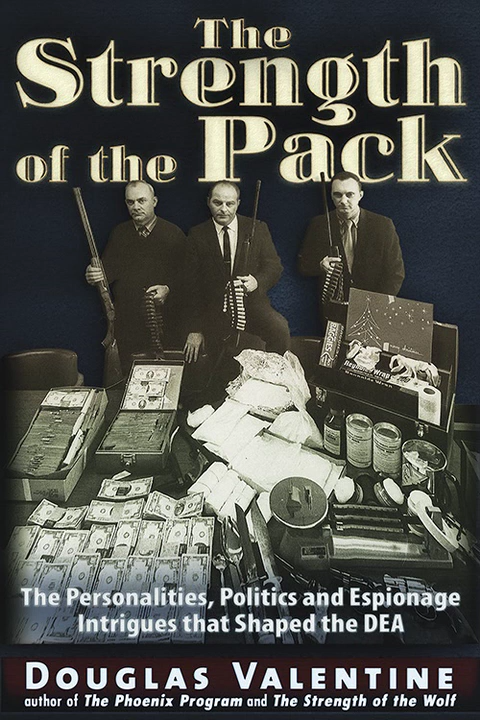 The
Strength
of the Pack
The Personalities, Politics and Espionage
Intrigues that Shaped the DEA
DOUGLAS VALENTINE
author of The Phoenix Program and The Strength of the Wolf